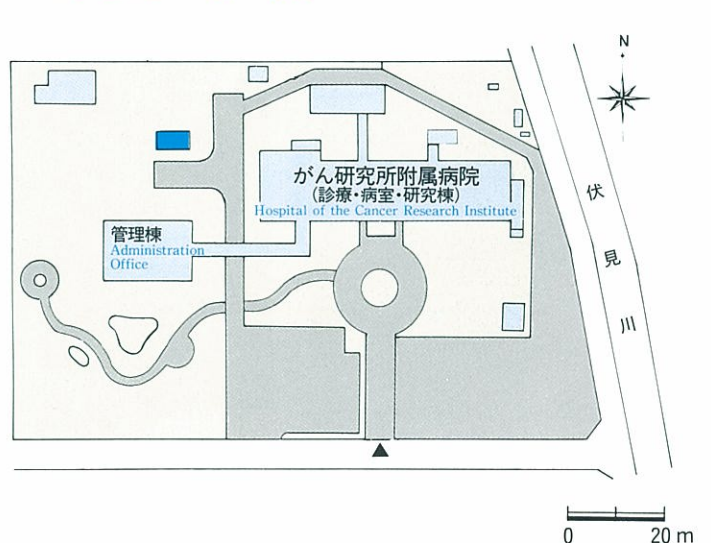 N
がん研究所附属病院
(診療・病室・研究棟)
Hospital of the Cancer Research Institute
管理棟
Administration
Office
伏見川
0 20 m